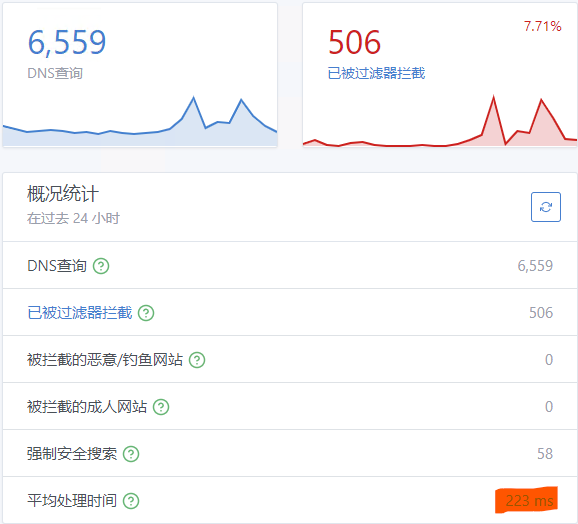 6,559
DNS查询
7.71%
506
已被过滤器拦截
概况统计
在过去 24 小时
DNS查询
6,559
已被过滤器拦截
506
被拦截的恶意/钓鱼网站
0
被拦截的成人网站
0
强制安全搜索
58
平均处理时间
223 ms